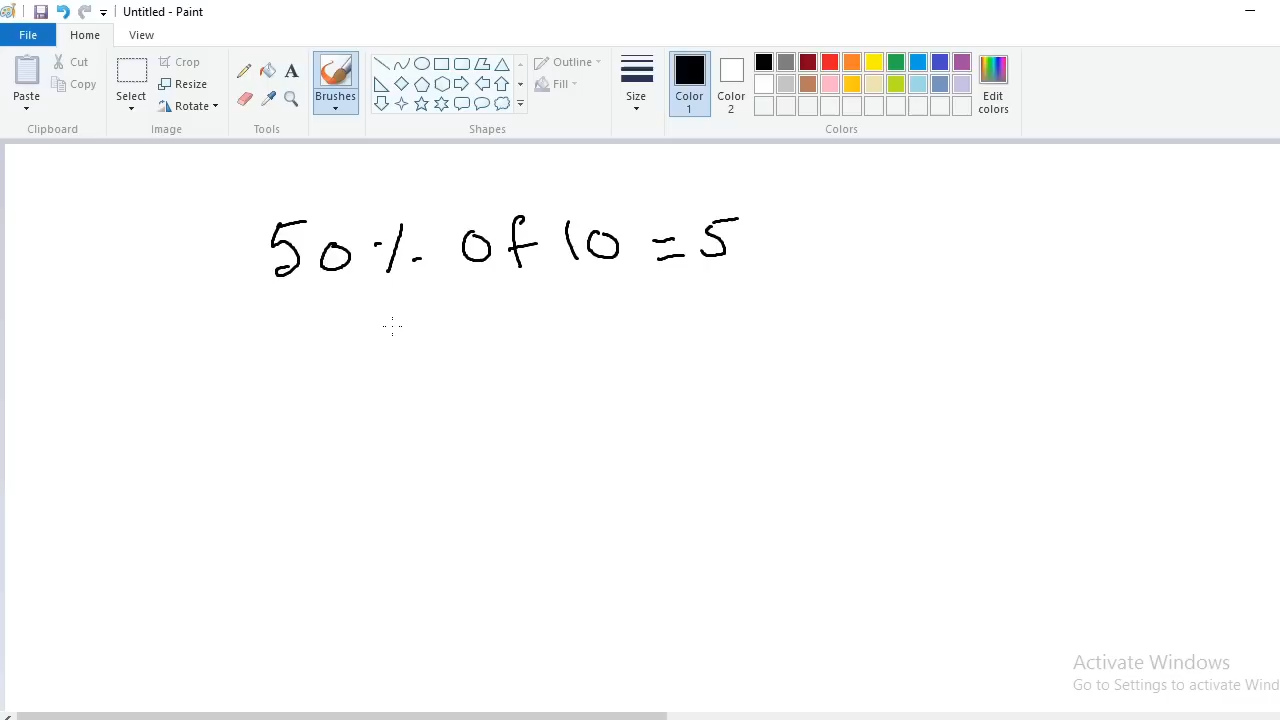 Untitled - Paint
File Home View
Paste Cut Copy Clipboard
Select Crop Resize Rotate Image
Tools
Brushes
Shapes Outline Fill
Size
Color 1 Color 2
Edit colors
Colors
50% of 10 = 5
Activate Windows
Go to Settings to activate Wind